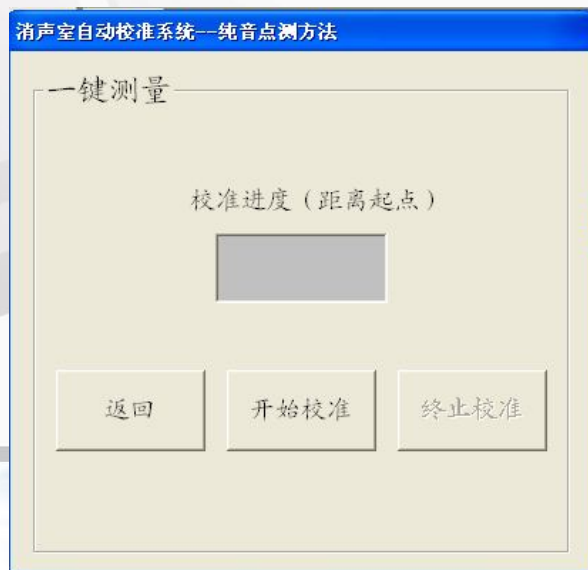 消声室自动校准系统--纯音点测方法
一键测量
校准进度（距离起点）
返回
开始校准
终止校准